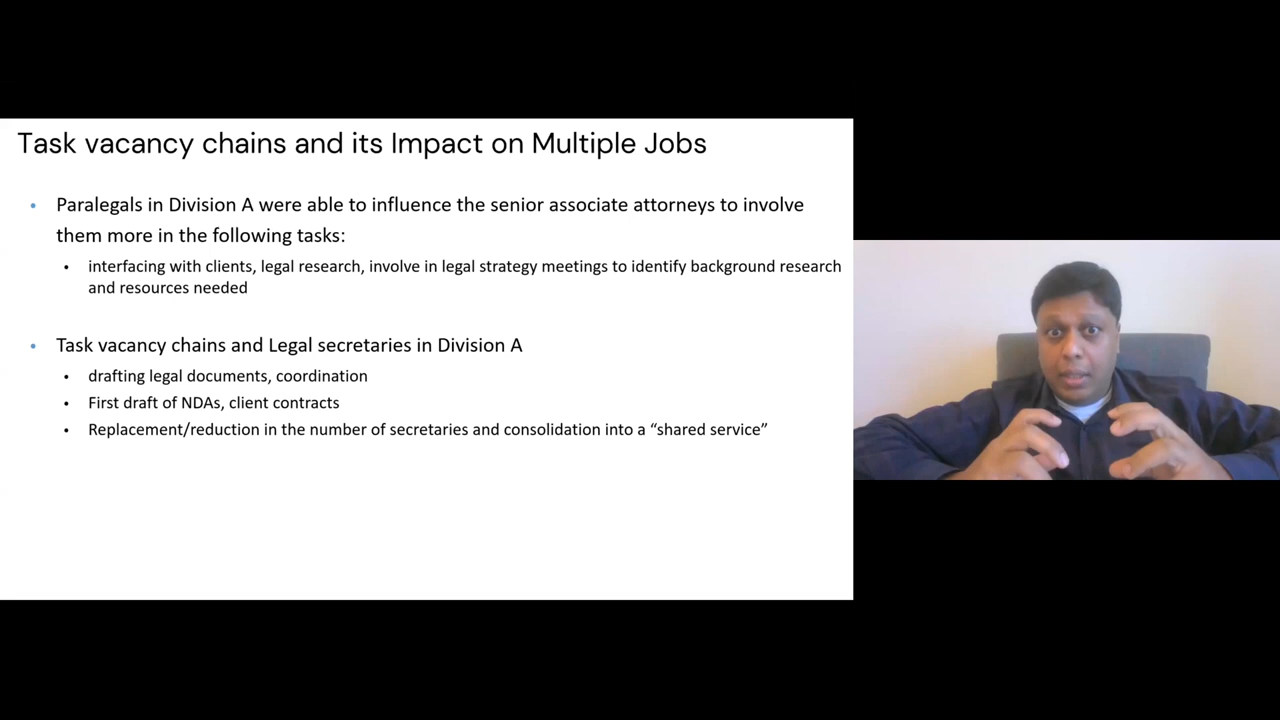 Task vacancy chains and its Impact on Multiple Jobs
• Paralegals in Division A were able to influence the senior associate attorneys to involve
them more in the following tasks:
• interfacing with clients, legal research, involve in legal strategy meetings to identify background research
and resources needed
• Task vacancy chains and Legal secretaries in Division A
• drafting legal documents, coordination
• First draft of NDAs, client contracts
• Replacement/reduction in the number of secretaries and consolidation into a “shared service”